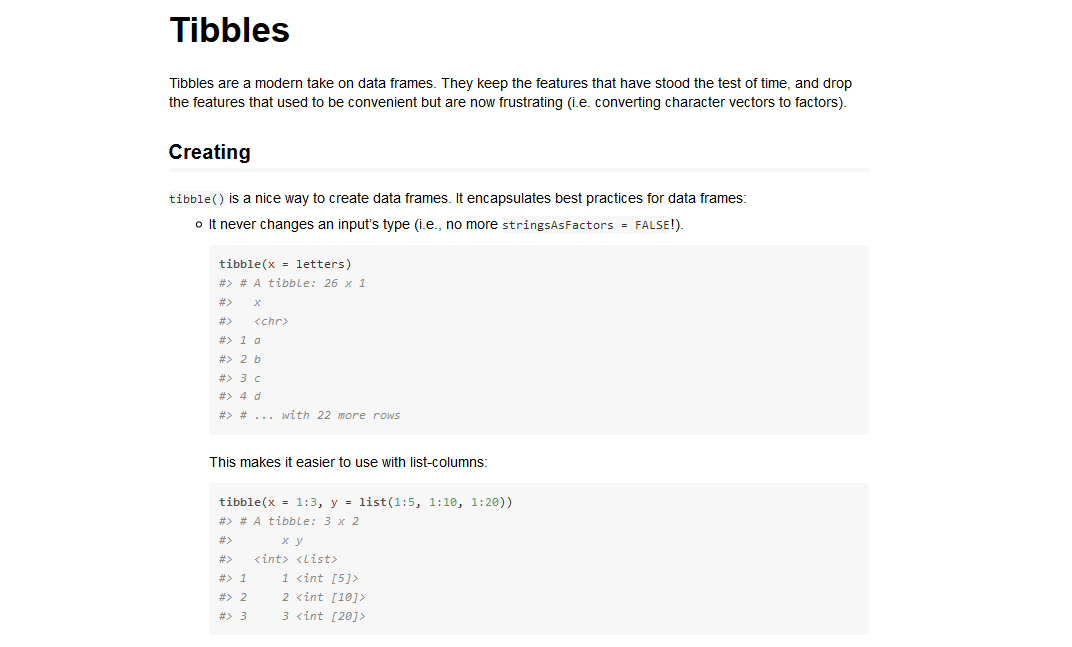 Tibbles
Tibbles are a modern take on data frames. They keep the features that have stood the test of time, and drop
the features that used to be convenient but are now frustrating (i.e. converting character vectors to factors).
Creating
tibble() is a nice way to create data frames. It encapsulates best practices for data frames:
It never changes an input's type (i.e., no more stringsAsFactors = FALSE!).
tibble(x = letters)
#> # A tibble: 26 x 1
#>   x
#>   <chr>
#> 1 a
#> 2 b
#> 3 c
#> 4 d
#> # ... with 22 more rows
This makes it easier to use with list-columns:
tibble(x = 1:3, y = list(1:5, 1:10, 1:20))
#> # A tibble: 3 x 2
#>       x y
#>   <int> <list>
#> 1     1 <int [5]>
#> 2     2 <int [10]>
#> 3     3 <int [20]>